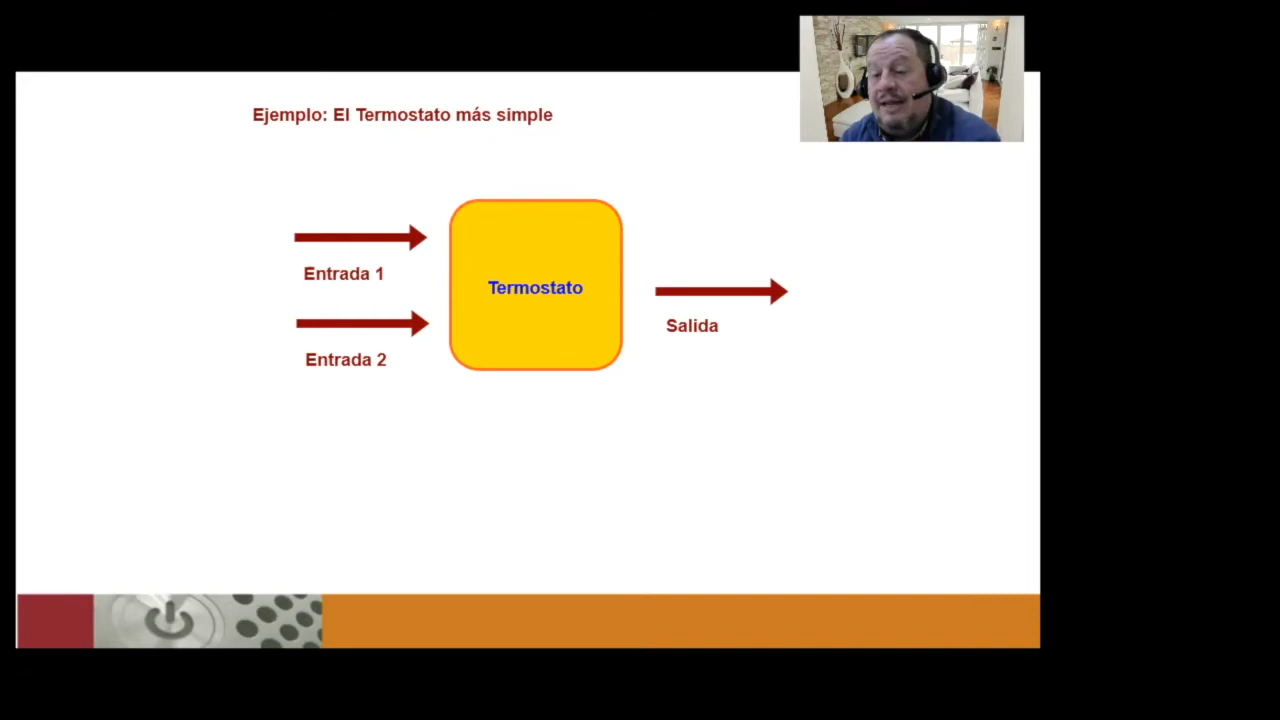 Ejemplo: El Termostato más simple
Entrada 1
Termostato
Salida
Entrada 2